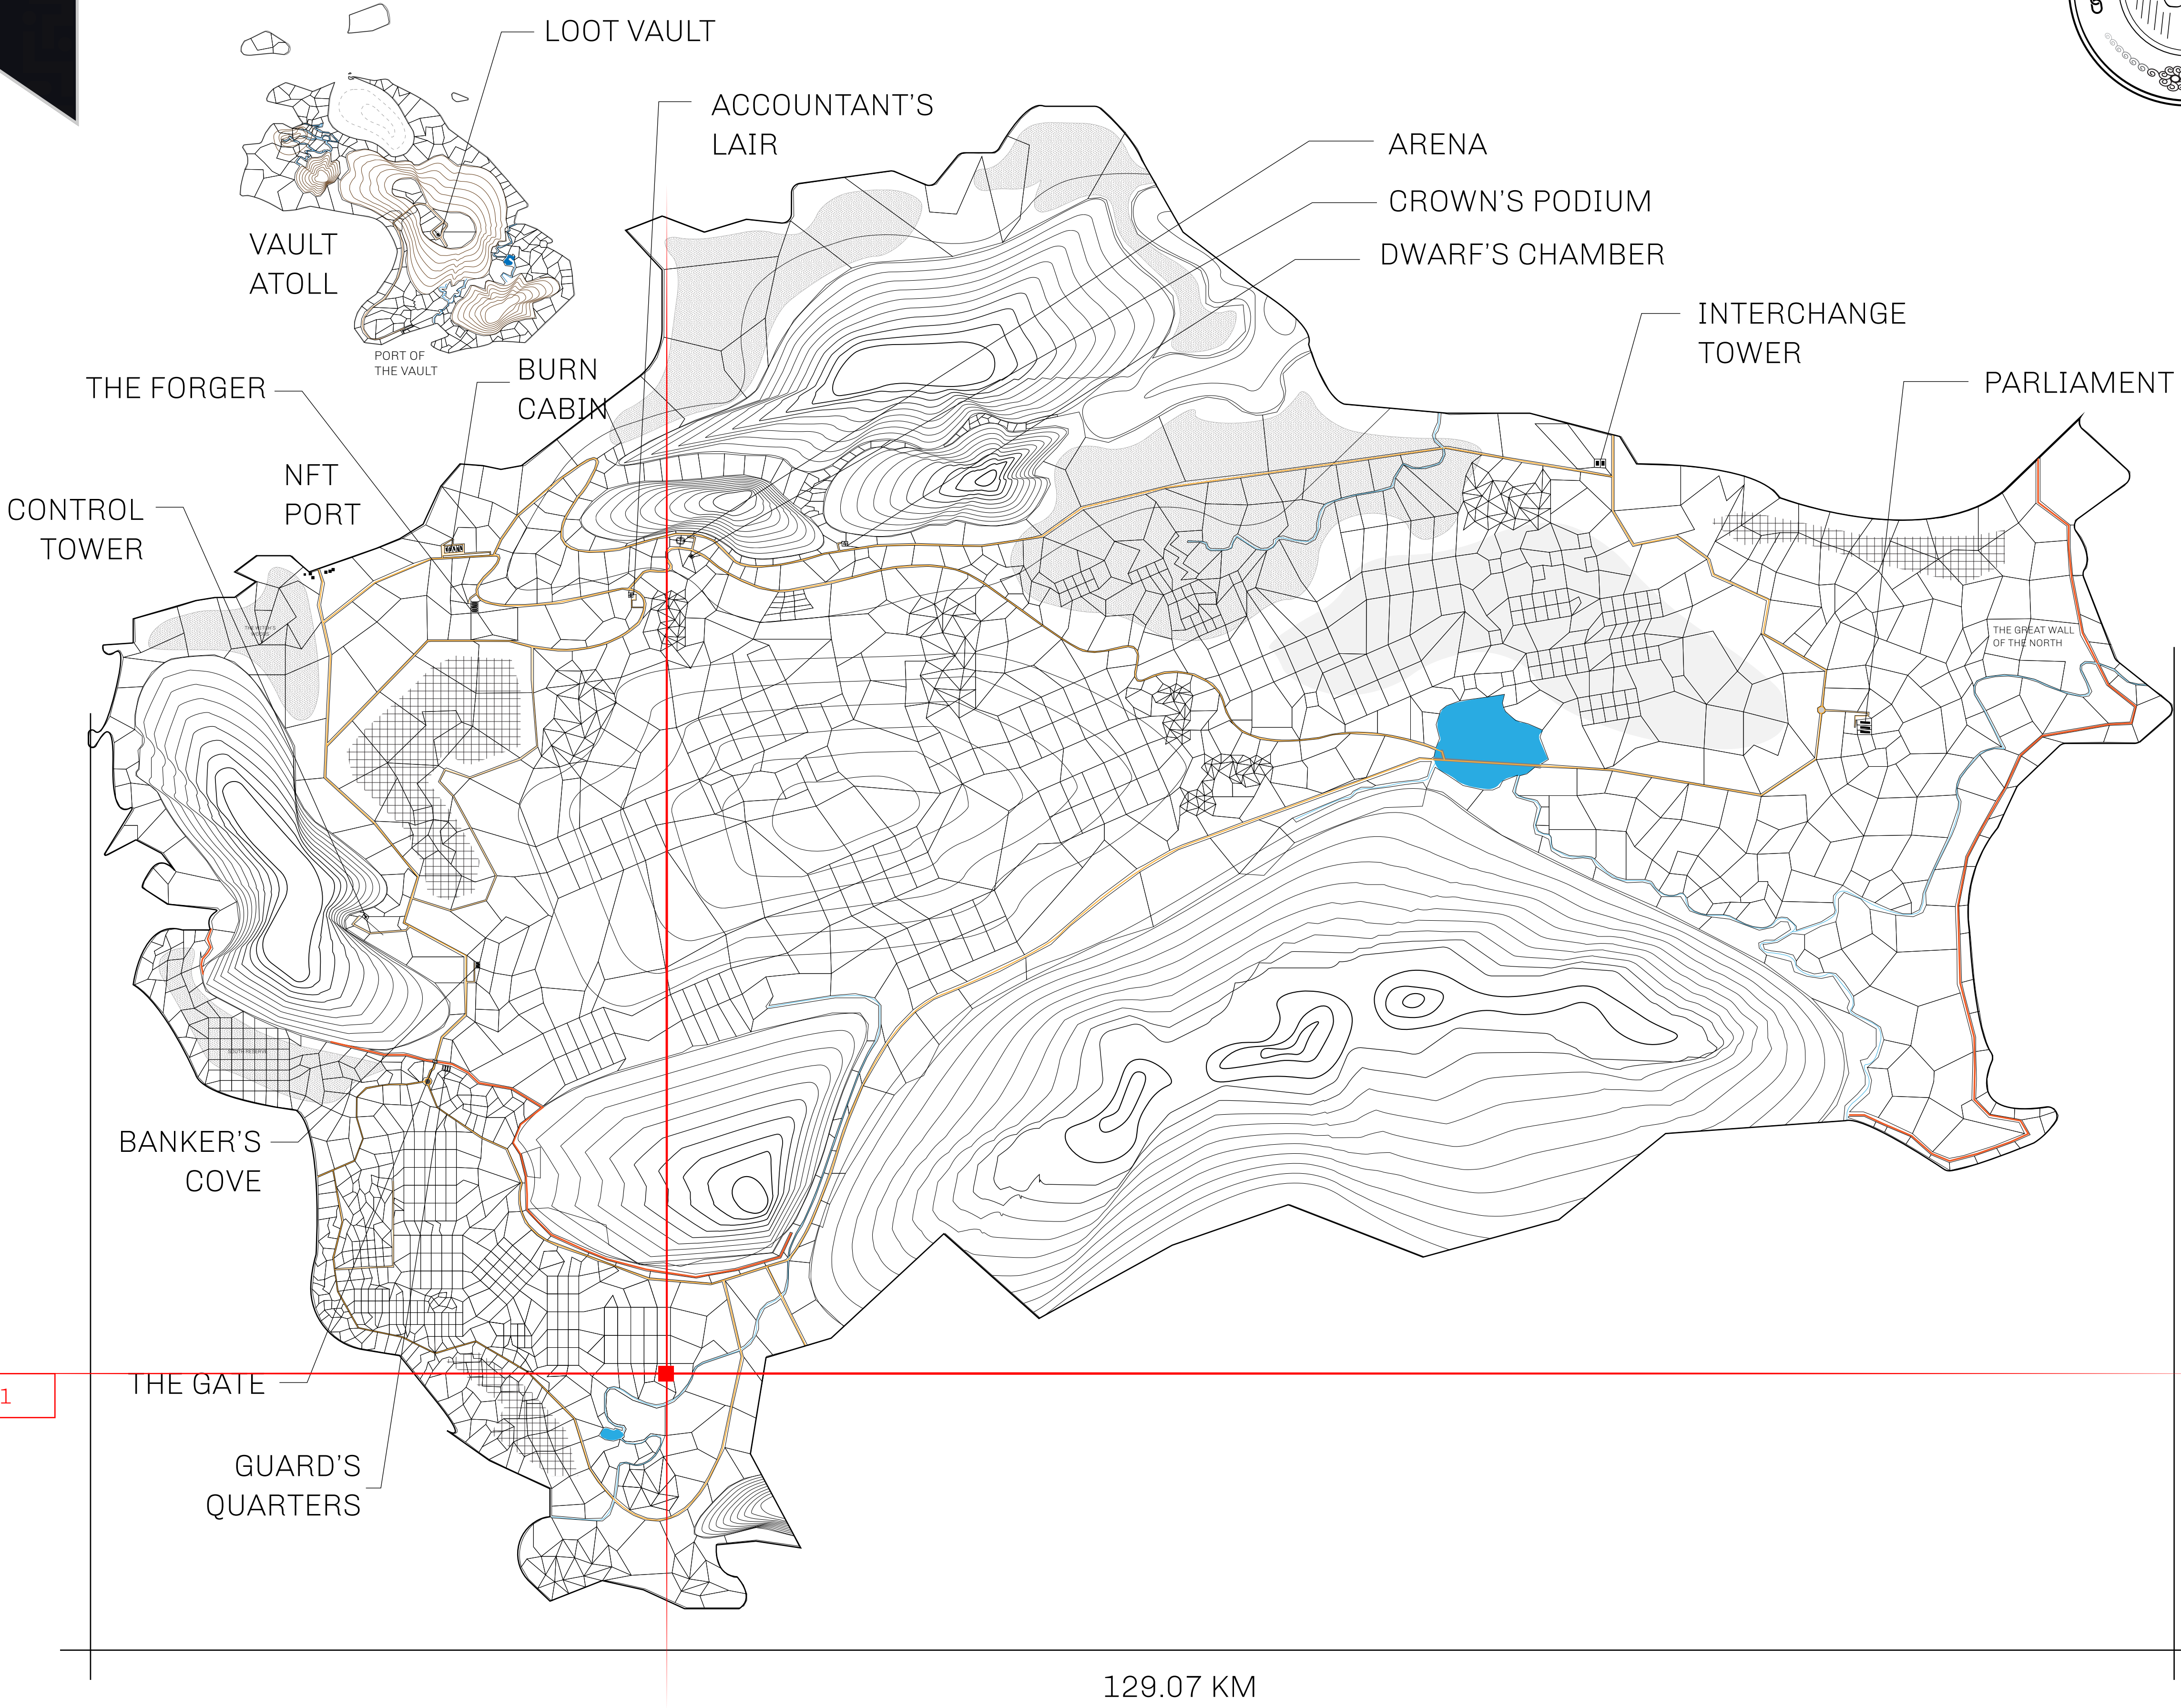 LOOT VAULT
ACCOUNTANT'S
LAIR
ARENA
CROWN'S PODIUM
DWARF'S CHAMBER
VAULT
ATOLL
INTERCHANGE
TOWER
PORT OF
THE VAULT
BURN
CABIN
THE FORGER
PARLIAMENT
NFT
PORT
CONTROL
TOWER
THE GREAT WALL
OF THE NORTH
SOUTH RESERVE
BANKER'S
COVE
THE GATE
1
GUARD'S
QUARTERS
129.07 KM